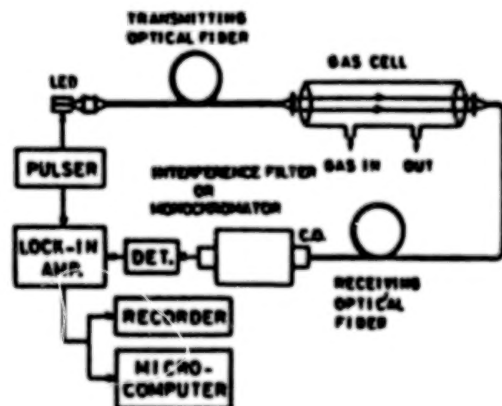 TRANSMITTING
OPTICAL FIBER
LED
GAS CELL
PULSER
GAS IN
OUT
INTERFERENCE FILTER
OR
MONOCHROMATOR
LOCK-IN
AMP.
DET.
RECEIVING
OPTICAL
FIBER
RECORDER
MICRO-
COMPUTER